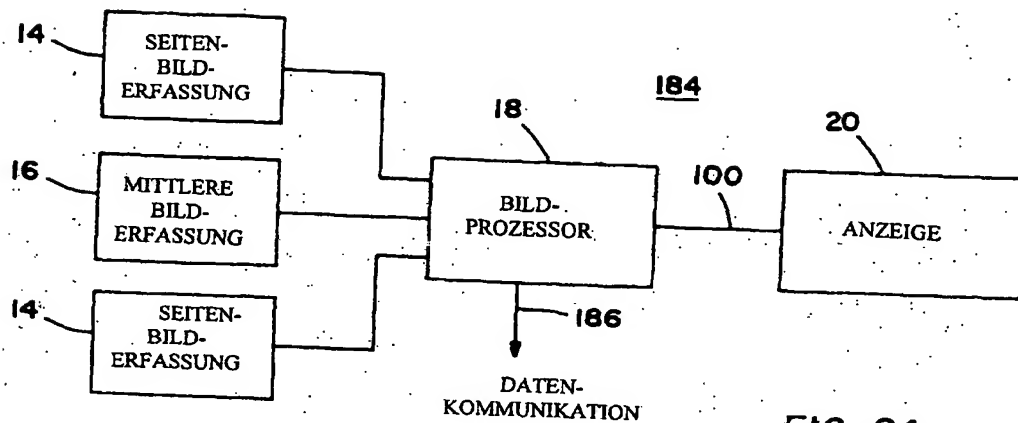 14
SEITEN-
BILD-
ERFASSUNG
184
18
20
16
MITTLERE
BILD-
ERFASSUNG
BILD-
PROZESSOR
100
ANZEIGE
14
SEITEN-
BILD-
ERFASSUNG
186
DATEN-
KOMMUNIKATION